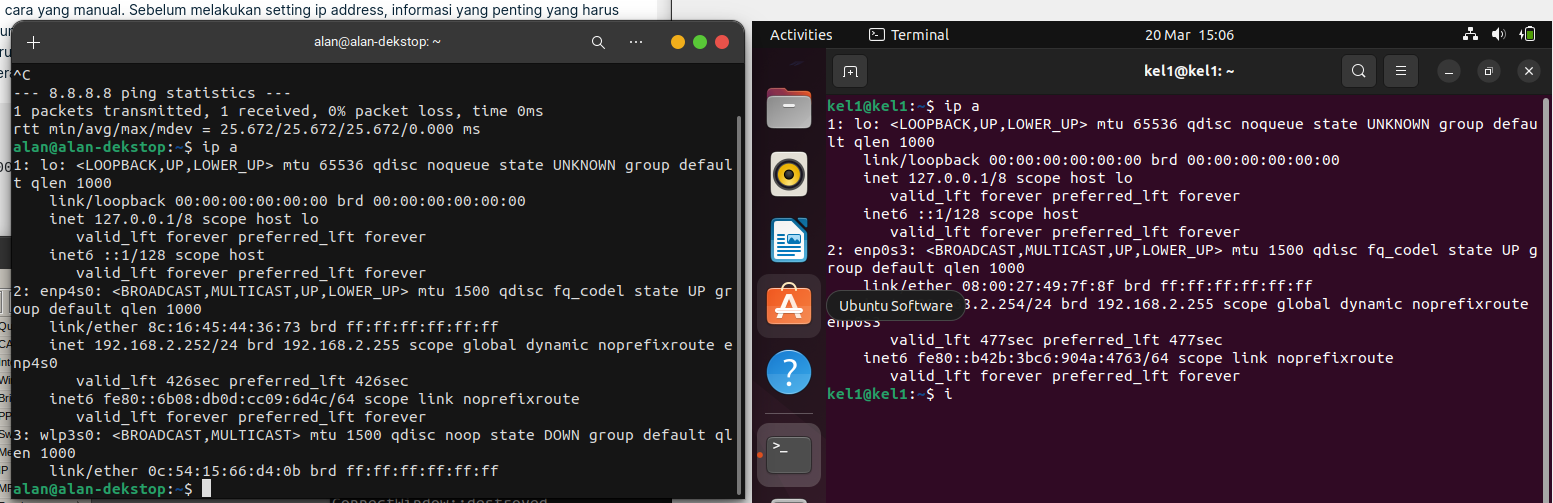 cara yang manual. Sebelum melakukan setting ip address, informasi yang penting yang harus
alan@alan-dekstop: ~
^C
--- 8.8.8.8 ping statistics ---
1 packets transmitted, 1 received, 0% packet loss, time 0ms
rtt min/avg/max/mdev = 25.672/25.672/25.672/0.000 ms
alan@alan-dekstop:~$ ip a
1: lo: <LOOPBACK,UP,LOWER_UP> mtu 65536 qdisc noqueue state UNKNOWN group defaul
t qlen 1000
link/loopback 00:00:00:00:00:00 brd 00:00:00:00:00:00
inet 127.0.0.1/8 scope host lo
valid_lft forever preferred_lft forever
inet6 ::1/128 scope host
valid_lft forever preferred_lft forever
2: enp4s0: <BROADCAST,MULTICAST,UP,LOWER_UP> mtu 1500 qdisc fq_codel state UP gr
oup default qlen 1000
link/ether 8c:16:45:44:36:73 brd ff:ff:ff:ff:ff:ff
inet 192.168.2.252/24 brd 192.168.2.255 scope global dynamic noprefixroute e
np4s0
valid_lft 426sec preferred_lft 426sec
inet6 fe80::6b08:db0d:cc09:6d4c/64 scope link noprefixroute
valid_lft forever preferred_lft forever
3: wlp3s0: <BROADCAST,MULTICAST> mtu 1500 qdisc noop state DOWN group default ql
en 1000
link/ether 0c:54:15:66:d4:0b brd ff:ff:ff:ff:ff:ff
alan@alan-dekstop:~$
Activities
Terminal
20 Mar 15:06
kel1@kel1: ~
kel1@kel1:~$ ip a
1: lo: <LOOPBACK,UP,LOWER_UP> mtu 65536 qdisc noqueue state UNKNOWN group defau
lt qlen 1000
link/loopback 00:00:00:00:00:00 brd 00:00:00:00:00:00
inet 127.0.0.1/8 scope host lo
valid_lft forever preferred_lft forever
inet6 ::1/128 scope host
valid_lft forever preferred_lft forever
2: enp0s3: <BROADCAST,MULTICAST,UP,LOWER_UP> mtu 1500 qdisc fq_codel state UP g
roup default qlen 1000
link/ether 08:00:27:49:7f:8f brd ff:ff:ff:ff:ff:ff
Ubuntu Software
.2.254/24 brd 192.168.2.255 scope global dynamic noprefixroute
enp0s3
valid_lft 477sec preferred_lft 477sec
inet6 fe80::b42b:3bc6:904a:4763/64 scope link noprefixroute
valid_lft forever preferred_lft forever
kel1@kel1:~$ i